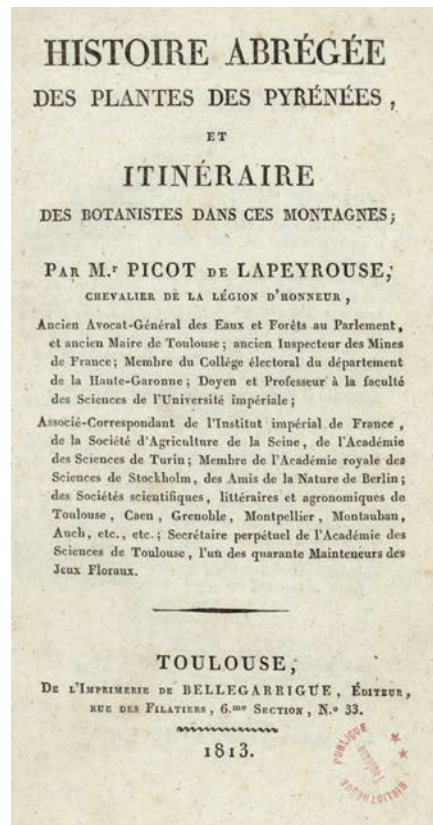 HISTOIRE ABRÉGÉE
DES PLANTES DES PYRÉNÉES,
ET
ITINÉRAIRE
DES BOTANISTES DANS CES MONTAGNES;
PAR M.r PICOT DE LAPEYROUSE,
CHEVALIER DE LA LÉGION D'HONNEUR,
Ancien Avocat-Général des Eaux et Forêts au Parlement,
et ancien Maire de Toulouse; ancien Inspecteur des Mines
de France; Membre du Collége électoral du département
de la Haute-Garonne; Doyen et Professeur à la faculté
des Sciences de l'Université impériale;
Associé-Correspondant de l'Institut impérial de France,
de la Société d'Agriculture de la Seine, de l'Académie
des Sciences de Turin; Membre de l'Académie royale des
Sciences de Stockholm, des Amis de la Nature de Berlin;
des Sociétés scientifiques, littéraires et agronomiques de
Toulouse, Caen, Grenoble, Montpellier, Montauban,
Auch, etc., etc.; Secrétaire perpétuel de l'Académie des
Sciences de Toulouse, l'un des quarante Mainteneurs des
Jeux Floraux.
TOULOUSE,
DE L'IMPRIMERIE DE BELLEGARRIGUE, ÉDITEUR,
RUE DES FILATIERS, 6.me SECTION, N.o 33.
1813.
BIBLIOTHÈQUE PUBLIQUE
Toulouse